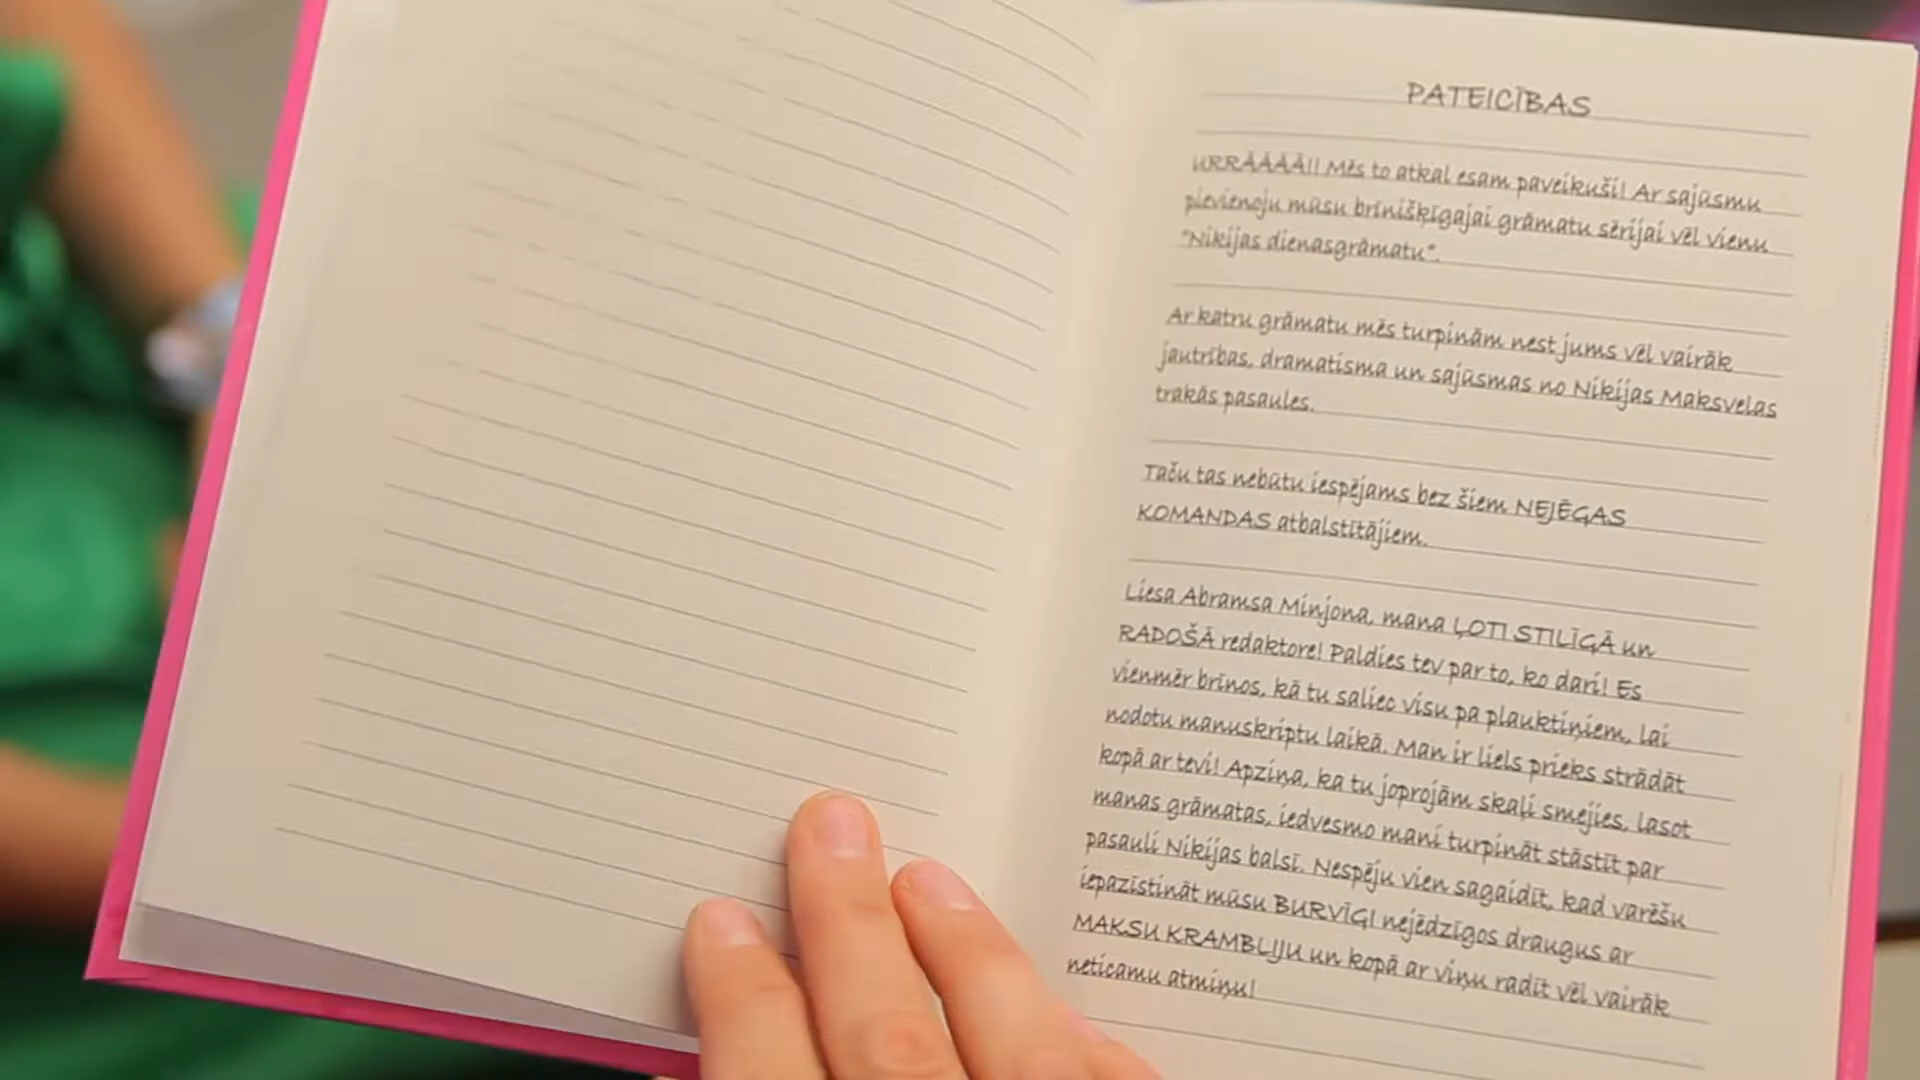 PATEICĪBAS
URRĀĀĀĀ!! Mēs to atkal esam paveikuši! Ar sajūsmu
pievienoju mūsu brīnišķīgajai grāmatu sērijai vēl vienu
"Nikijas dienasgrāmatu".
Ar katru grāmatu mēs turpinām nest jums vēl vairāk
jautrības, dramatisma un sajūsmas no Nikijas Maksvelas
trakās pasaules.
Taču tas nebūtu iespējams bez šiem NEJĒGAS
KOMANDAS atbalstītājiem.
Liesa Abramsa Minjona, mana ĻOTI STILĪGĀ un
RADOŠĀ redaktore! Paldies tev par to, ko dari! Es
vienmēr brīnos, kā tu saliec visu pa plauktiņiem, lai
nodotu manuskriptu laikā. Man ir liels prieks strādāt
kopā ar tevi! Apziņa, ka tu joprojām skaļi smejies, lasot
manas grāmatas, iedvesmo mani turpināt stāstīt par
pasauli Nikijas balsī. Nespēju vien sagaidīt, kad varēšu
iepazīstināt mūsu BURVĪGI nejēdzīgos draugus ar
MAKSU KRAMBLIJU un kopā ar viņu radīt vēl vairāk
neticamu atmiņu!